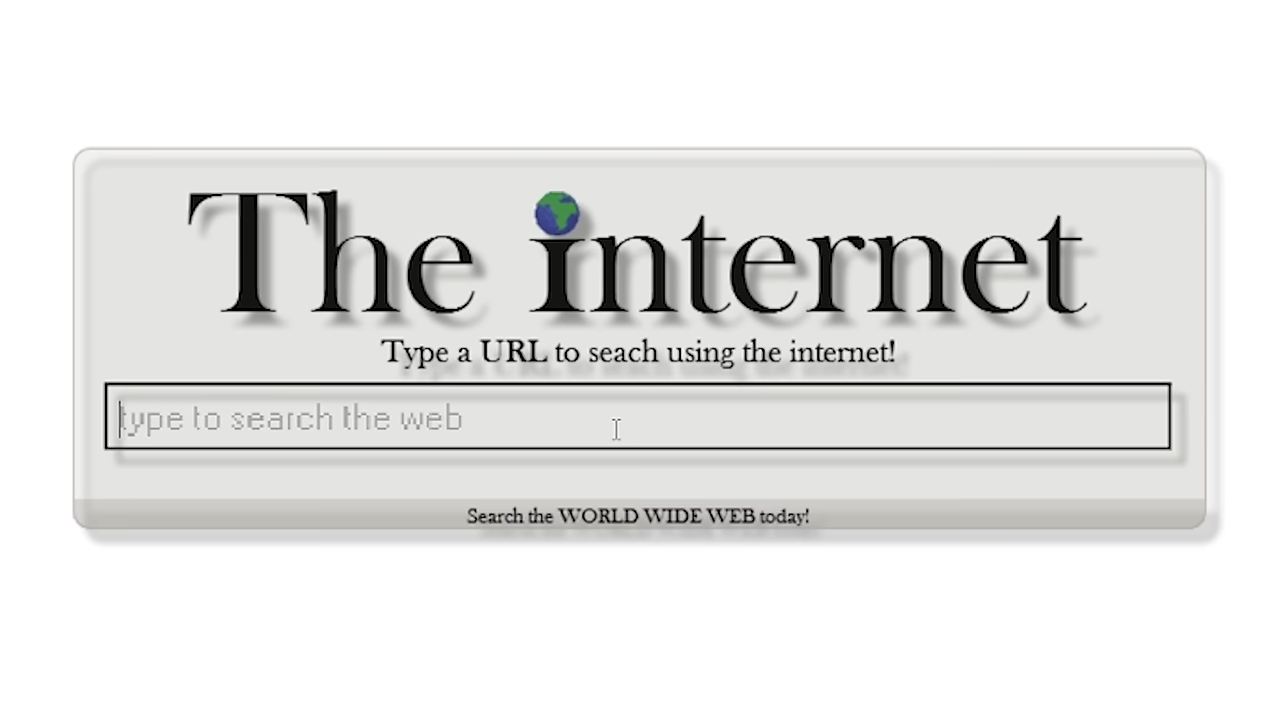 The internet
Type a URL to seach using the internet!
type to search the web
Search the WORLD WIDE WEB today!